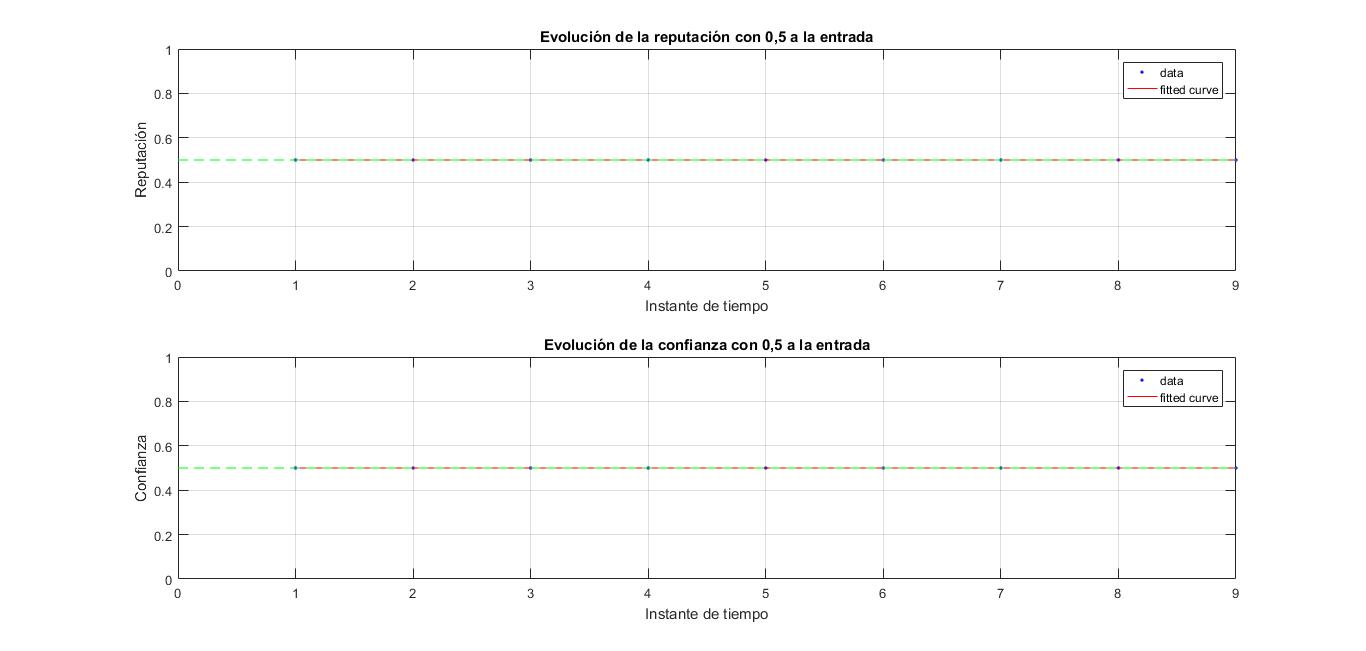 Evolución de la reputación con 0,5 a la entrada
1
0.8
0.6
0.4
0.2
0
Reputación
data
fitted curve
0 1 2 3 4 5 6 7 8 9
Instante de tiempo
Evolución de la confianza con 0,5 a la entrada
1
0.8
0.6
0.4
0.2
0
Confianza
data
fitted curve
0 1 2 3 4 5 6 7 8 9
Instante de tiempo